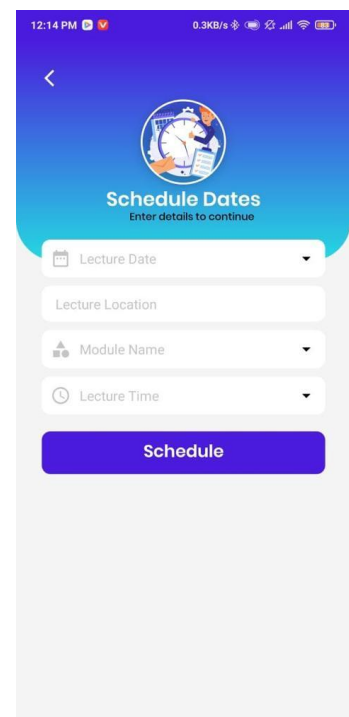 12:14 PM 0.3KB/s
Schedule Dates
Enter details to continue
Lecture Date
Lecture Location
Module Name
Lecture Time
Schedule